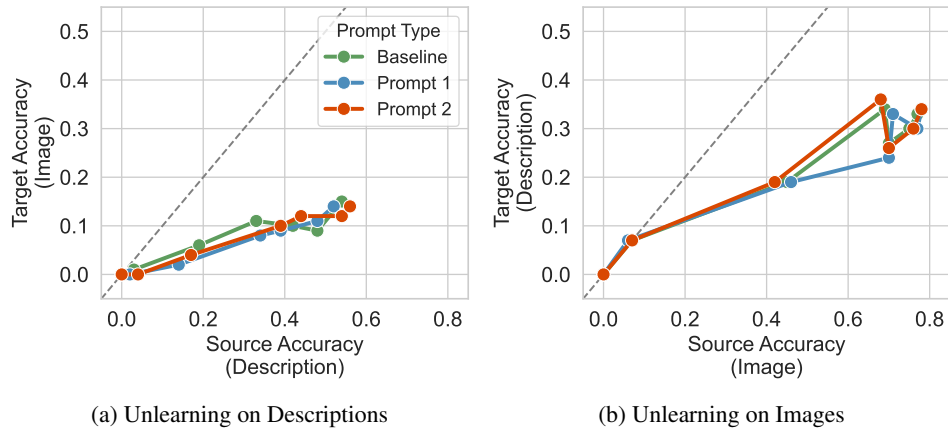 0.5
0.4
0.3
0.2
0.1
0.0
Target Accuracy
(Image)
Prompt Type
Baseline
Prompt 1
Prompt 2
0.0 0.2 0.4 0.6 0.8
Source Accuracy
(Description)
(a) Unlearning on Descriptions
0.5
0.4
0.3
0.2
0.1
0.0
Target Accuracy
(Description)
0.0 0.2 0.4 0.6 0.8
Source Accuracy
(Image)
(b) Unlearning on Images